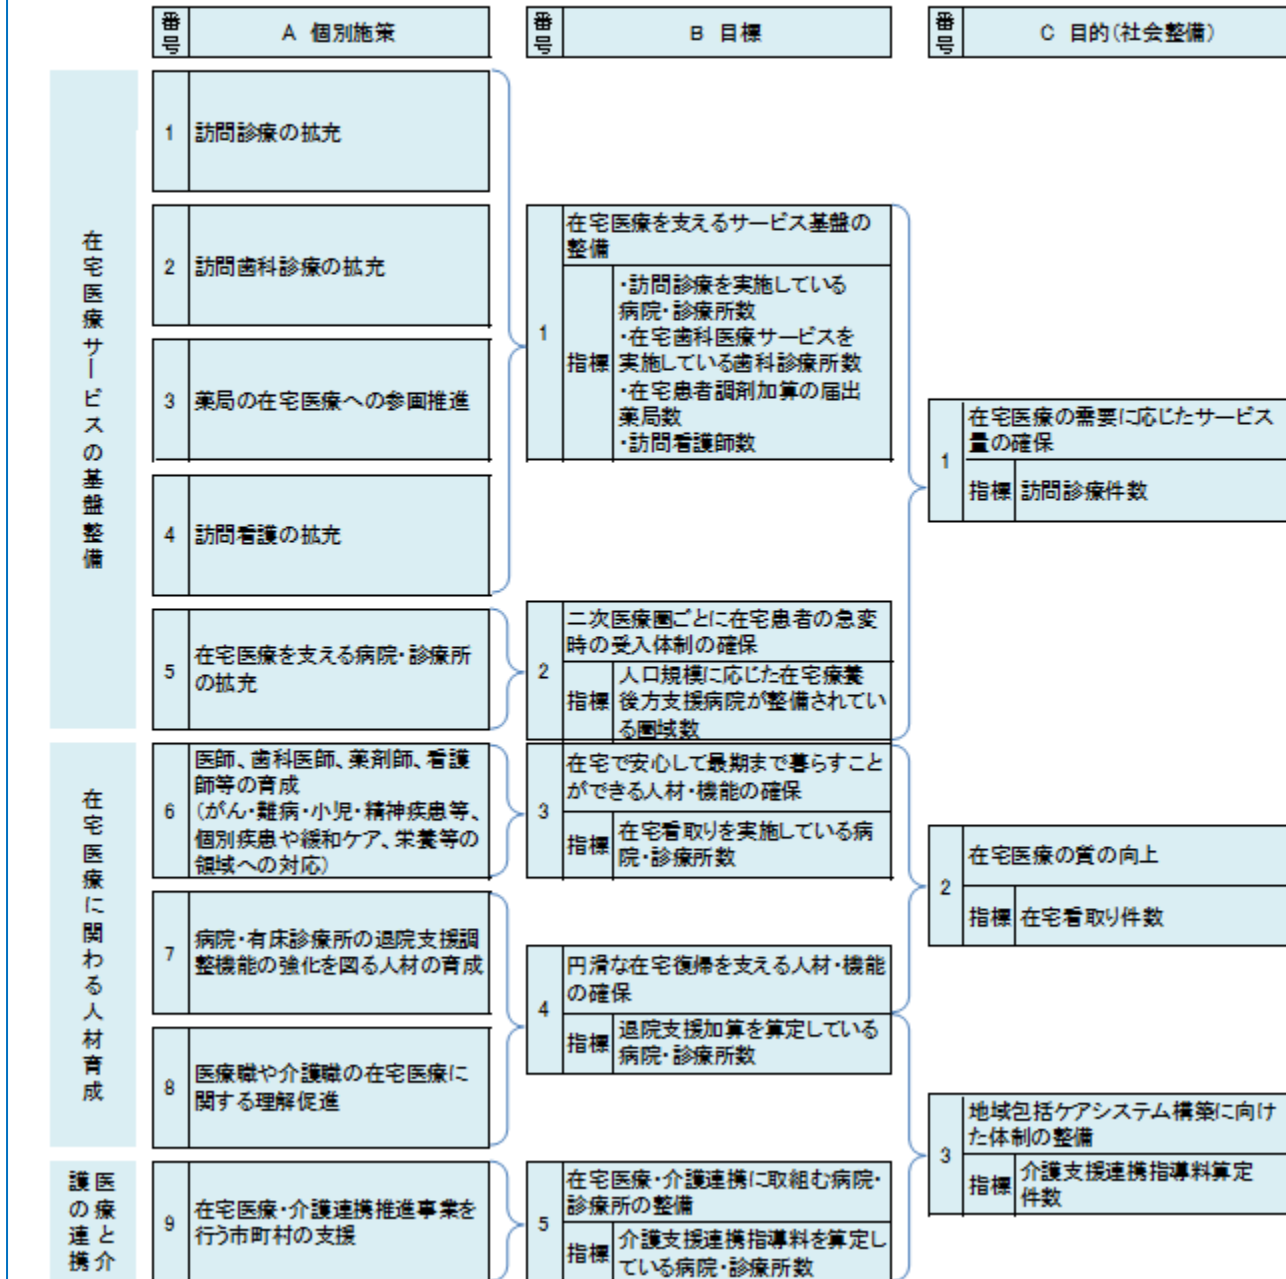 番号
A 個別施策
番号
B 目標
番号
C 目的(社会整備)
在宅医療サービスの基盤整備
1
訪問診療の拡充
2
訪問歯科診療の拡充
3
薬局の在宅医療への参画推進
4
訪問看護の拡充
5
在宅医療を支える病院・診療所
の拡充
在宅医療に関わる人材育成
6
医師、歯科医師、薬剤師、看護
師等の育成
(がん・難病・小児・精神疾患等、
個別疾患や緩和ケア、栄養等の
領域への対応)
7
病院・有床診療所の退院支援調
整機能の強化を図る人材の育成
8
医療職や介護職の在宅医療に
関する理解促進
医療と介
護の連携
9
在宅医療・介護連携推進事業を
行う市町村の支援
1
在宅医療を支えるサービス基盤の
整備
指標
・訪問診療を実施している
病院・診療所数
・在宅歯科医療サービスを
実施している歯科診療所数
・在宅患者調剤加算の届出
薬局数
・訪問看護師数
2
二次医療圏ごとに在宅患者の急変
時の受入体制の確保
指標
人口規模に応じた在宅療養
後方支援病院が整備されてい
る圏域数
3
在宅で安心して最期まで暮らすこと
ができる人材・機能の確保
指標
在宅看取りを実施している病
院・診療所数
4
円滑な在宅復帰を支える人材・機能
の確保
指標
退院支援加算を算定している
病院・診療所数
5
在宅医療・介護連携に取組む病院・
診療所の整備
指標
介護支援連携指導料を算定し
ている病院・診療所数
1
在宅医療の需要に応じたサービス
量の確保
指標
訪問診療件数
2
在宅医療の質の向上
指標
在宅看取り件数
3
地域包括ケアシステム構築に向け
た体制の整備
指標
介護支援連携指導料算定
件数